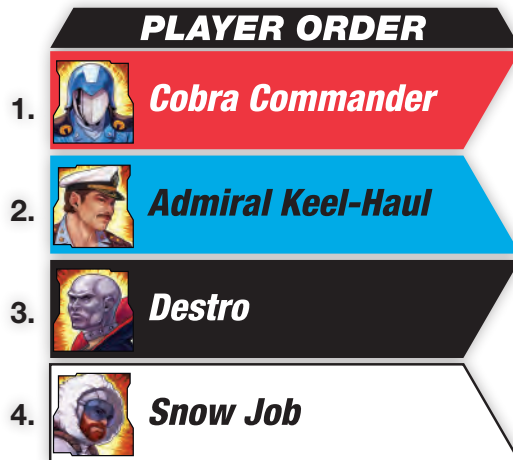 PLAYER ORDER
1. Cobra Commander
2. Admiral Keel-Haul
3. Destro
4. Snow Job